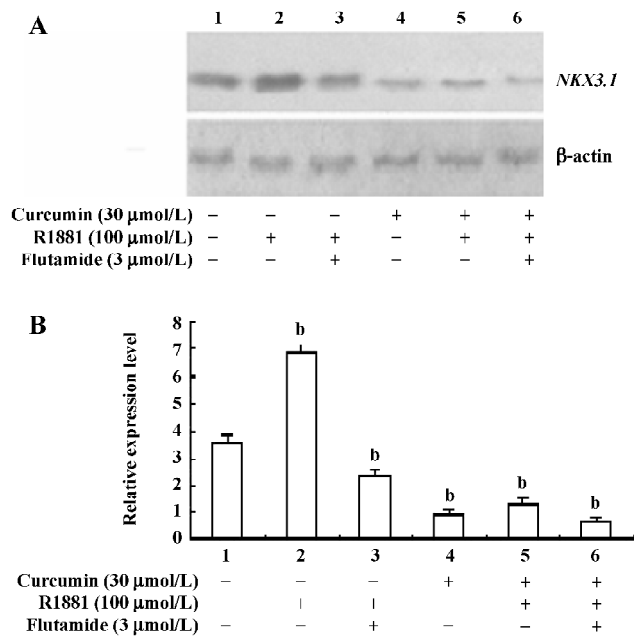 A
1 2 3 4 5 6
NKX3.1
β-actin
Curcumin (30 μmol/L) – – – + + +
R1881 (100 μmol/L) – + + – + +
Flutamide (3 μmol/L) – – + – – +
B
Relative expression level
8
7
6
5
4
3
2
1
0
b b b b b
1 2 3 4 5 6
Curcumin (30 μmol/L) – – – + + +
R1881 (100 μmol/L) – | | – + +
Flutamide (3 μmol/L) – – + – – +